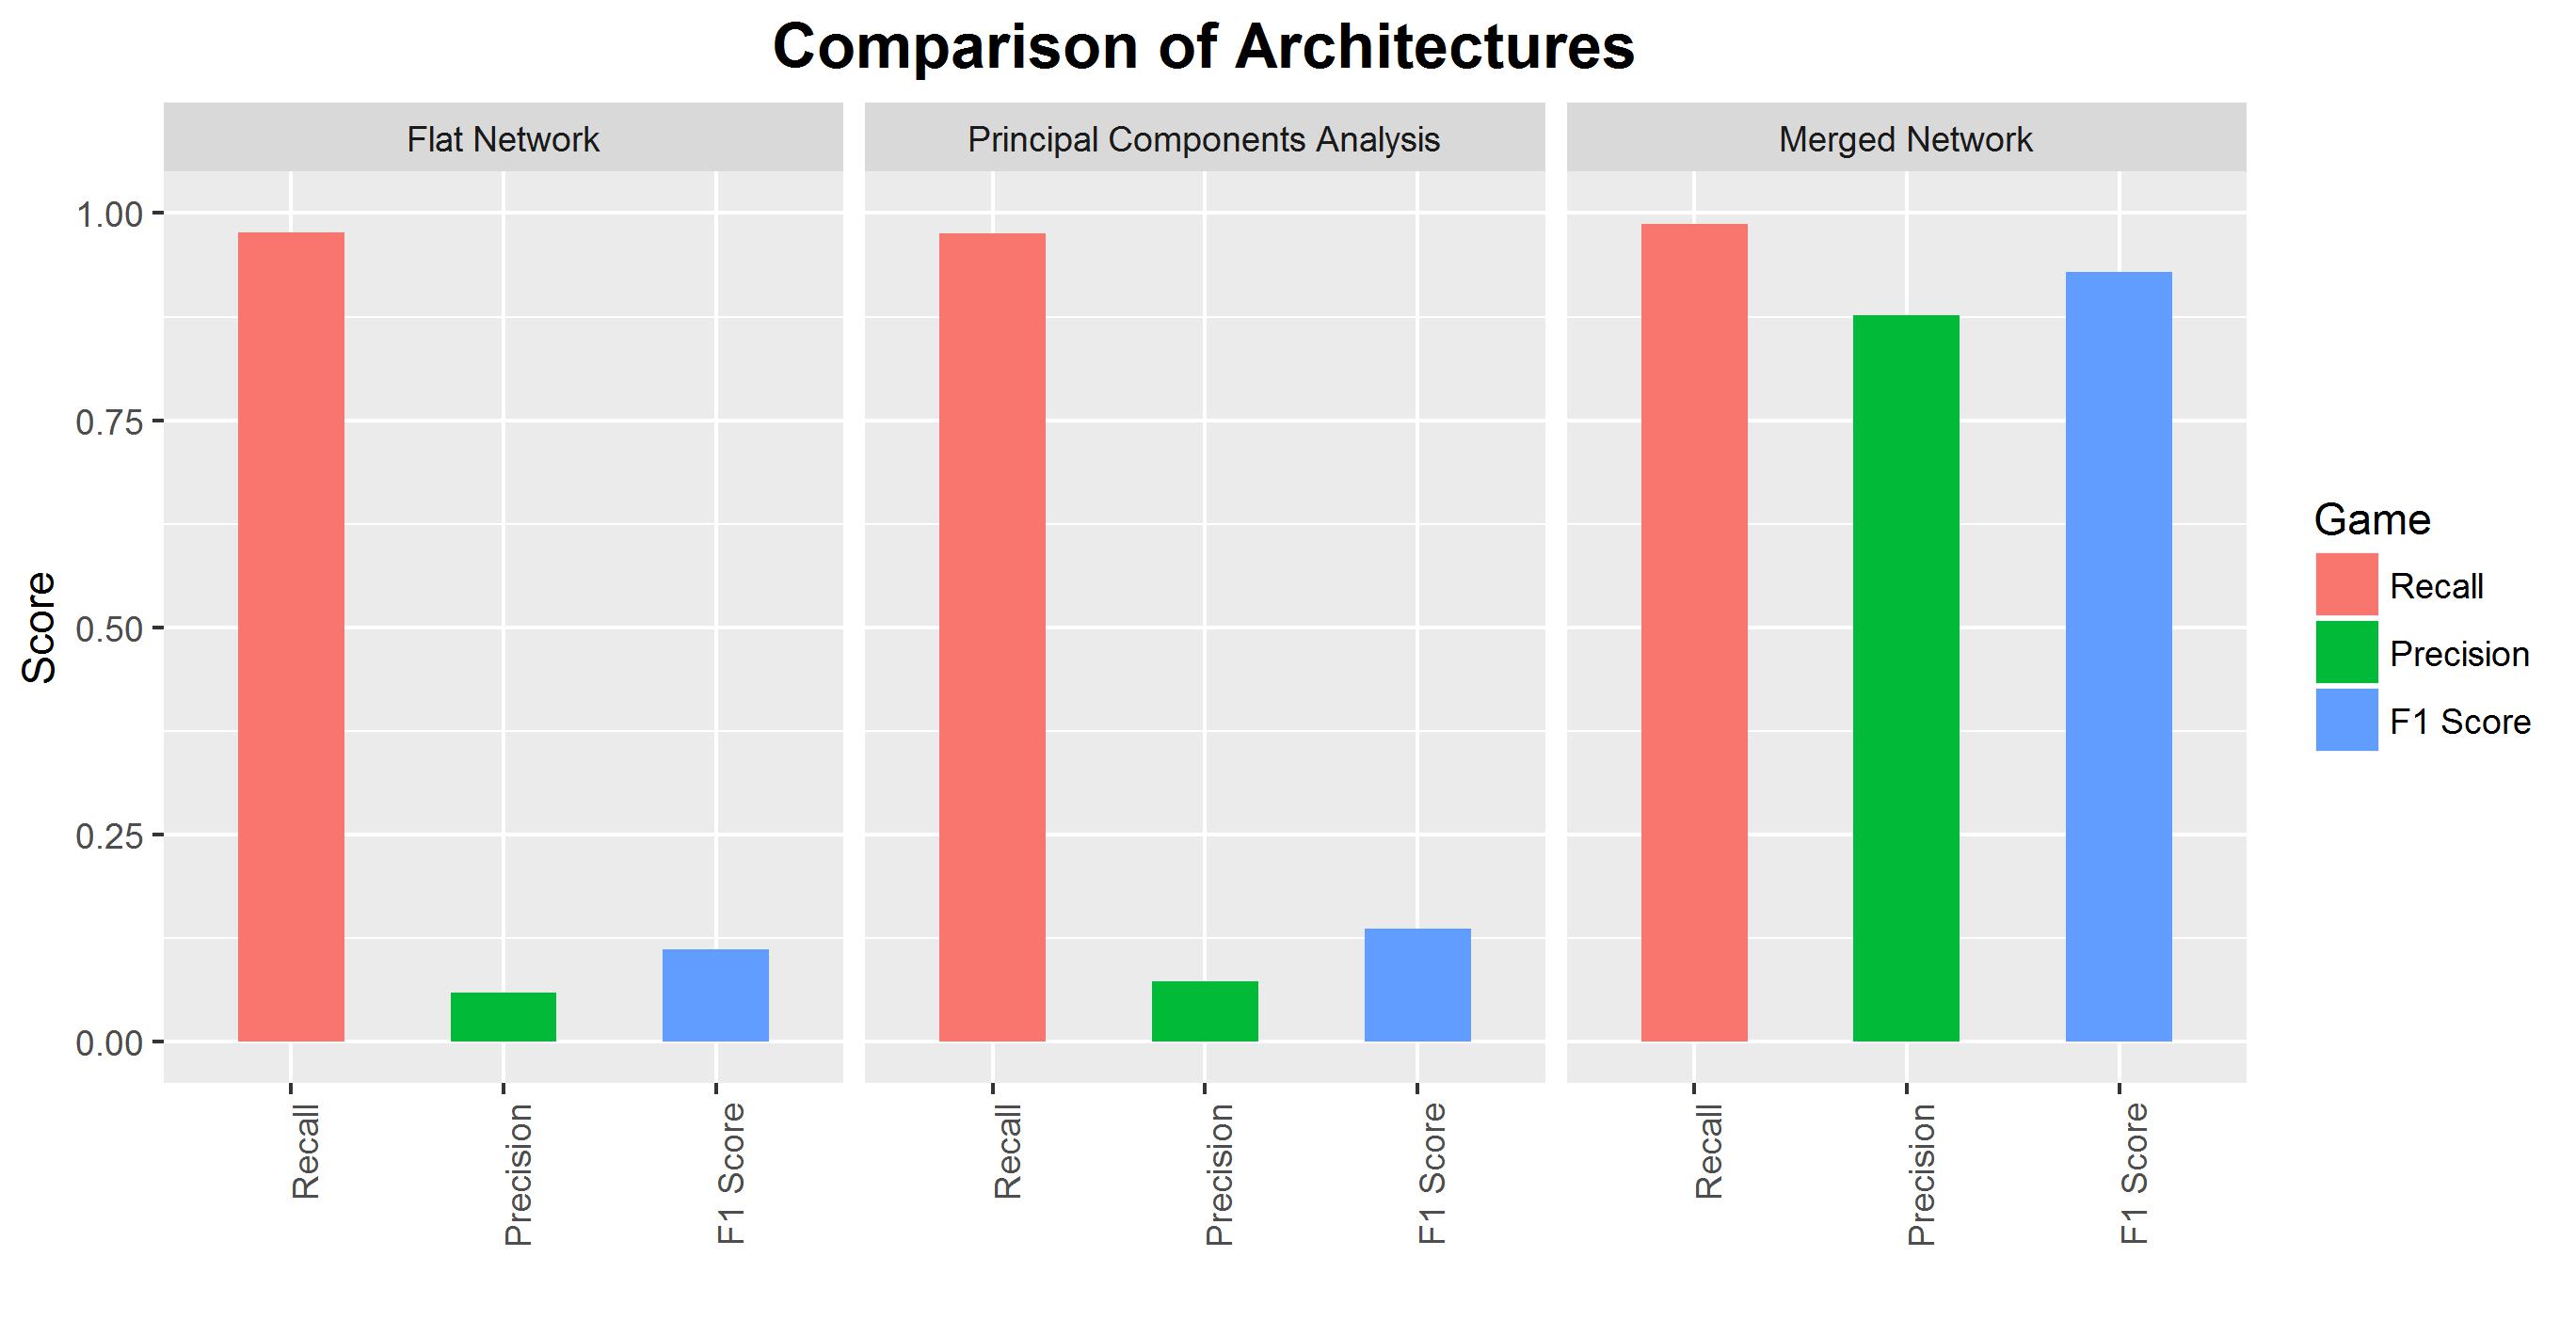 Comparison of Architectures
Flat Network
Principal Components Analysis
Merged Network
1.00
0.75
0.50
0.25
0.00
Score
Recall
Precision
F1 Score
Recall
Precision
F1 Score
Recall
Precision
F1 Score
Game
Recall
Precision
F1 Score